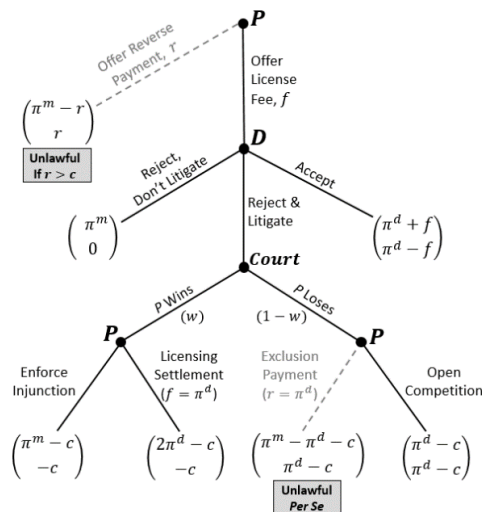 P
Offer Reverse
Payment, r
Offer
License
Fee, f
(π^m − r)
(r)
Unlawful
If r > c
D
Reject,
Don't Litigate
Accept
Reject &
Litigate
(π^m)
(0)
(π^d + f)
(π^d − f)
Court
P Wins
(w)
P Loses
(1 − w)
P
P
Enforce
Injunction
Licensing
Settlement
(f = π^d)
Exclusion
Payment
(r = π^d)
Open
Competition
(π^m − c)
(−c)
(2π^d − c)
(−c)
(π^m − π^d − c)
(π^d − c)
(π^d − c)
(π^d − c)
Unlawful
Per Se